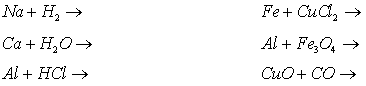 Na + H₂ →    Fe + CuCl₂ →
Ca + H₂O →    Al + Fe₃O₄ →
Al + HCl →    CuO + CO →